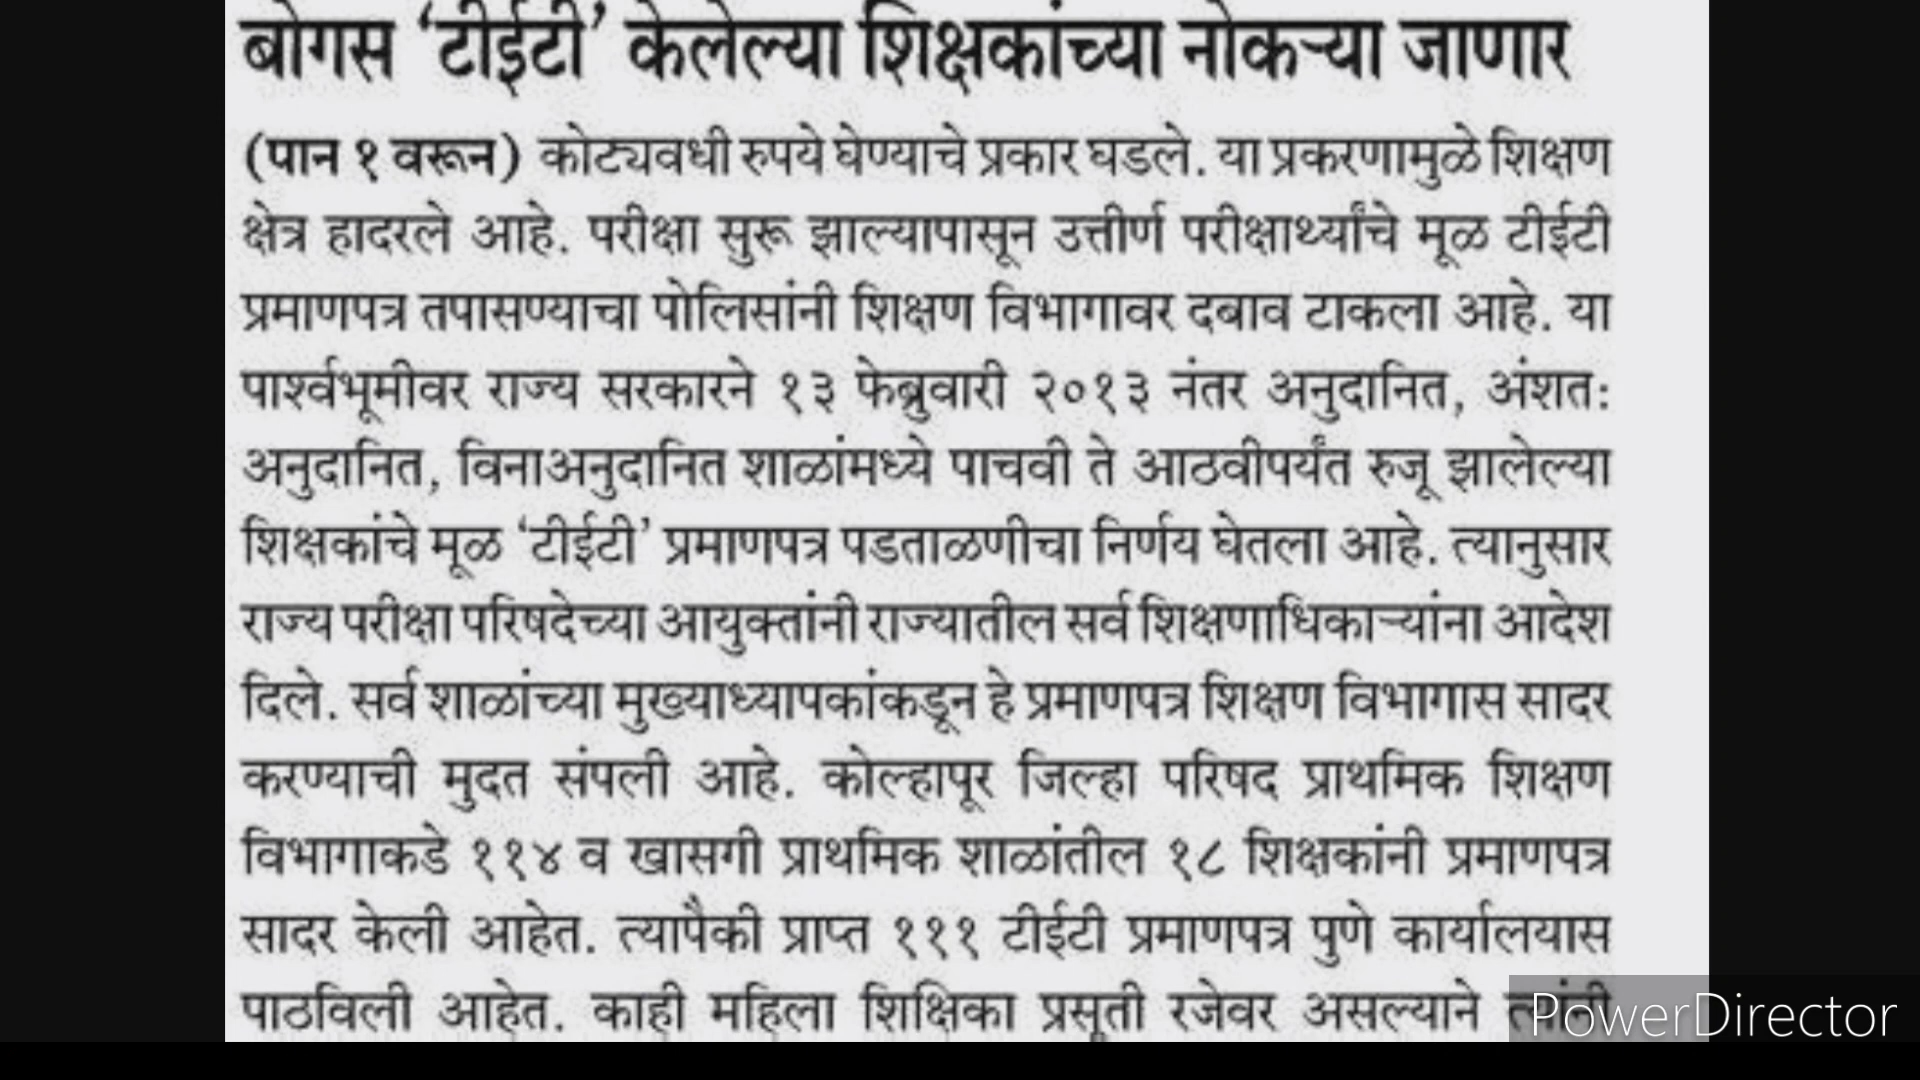 बोगस ‘टीईटी’ केलेल्या शिक्षकांच्या नोकऱ्या जाणार
(पान १ वरून) कोट्यवधी रुपये घेण्याचे प्रकार घडले. या प्रकरणामुळे शिक्षण
क्षेत्र हादरले आहे. परीक्षा सुरू झाल्यापासून उत्तीर्ण परीक्षार्थ्यांचे मूळ टीईटी
प्रमाणपत्र तपासण्याचा पोलिसांनी शिक्षण विभागावर दबाव टाकला आहे. या
पार्श्वभूमीवर राज्य सरकारने १३ फेब्रुवारी २०१३ नंतर अनुदानित, अंशतः
अनुदानित, विनाअनुदानित शाळांमध्ये पाचवी ते आठवीपर्यंत रुजू झालेल्या
शिक्षकांचे मूळ ‘टीईटी’ प्रमाणपत्र पडताळणीचा निर्णय घेतला आहे. त्यानुसार
राज्य परीक्षा परिषदेच्या आयुक्तांनी राज्यातील सर्व शिक्षणाधिकाऱ्यांना आदेश
दिले. सर्व शाळांच्या मुख्याध्यापकांकडून हे प्रमाणपत्र शिक्षण विभागास सादर
करण्याची मुदत संपली आहे. कोल्हापूर जिल्हा परिषद प्राथमिक शिक्षण
विभागाकडे ११४ व खासगी प्राथमिक शाळांतील १८ शिक्षकांनी प्रमाणपत्र
सादर केली आहेत. त्यापैकी प्राप्त १११ टीईटी प्रमाणपत्र पुणे कार्यालयास
पाठविली आहेत. काही महिला शिक्षिका प्रसूती रजेवर असल्याने त्यांनी
PowerDirector